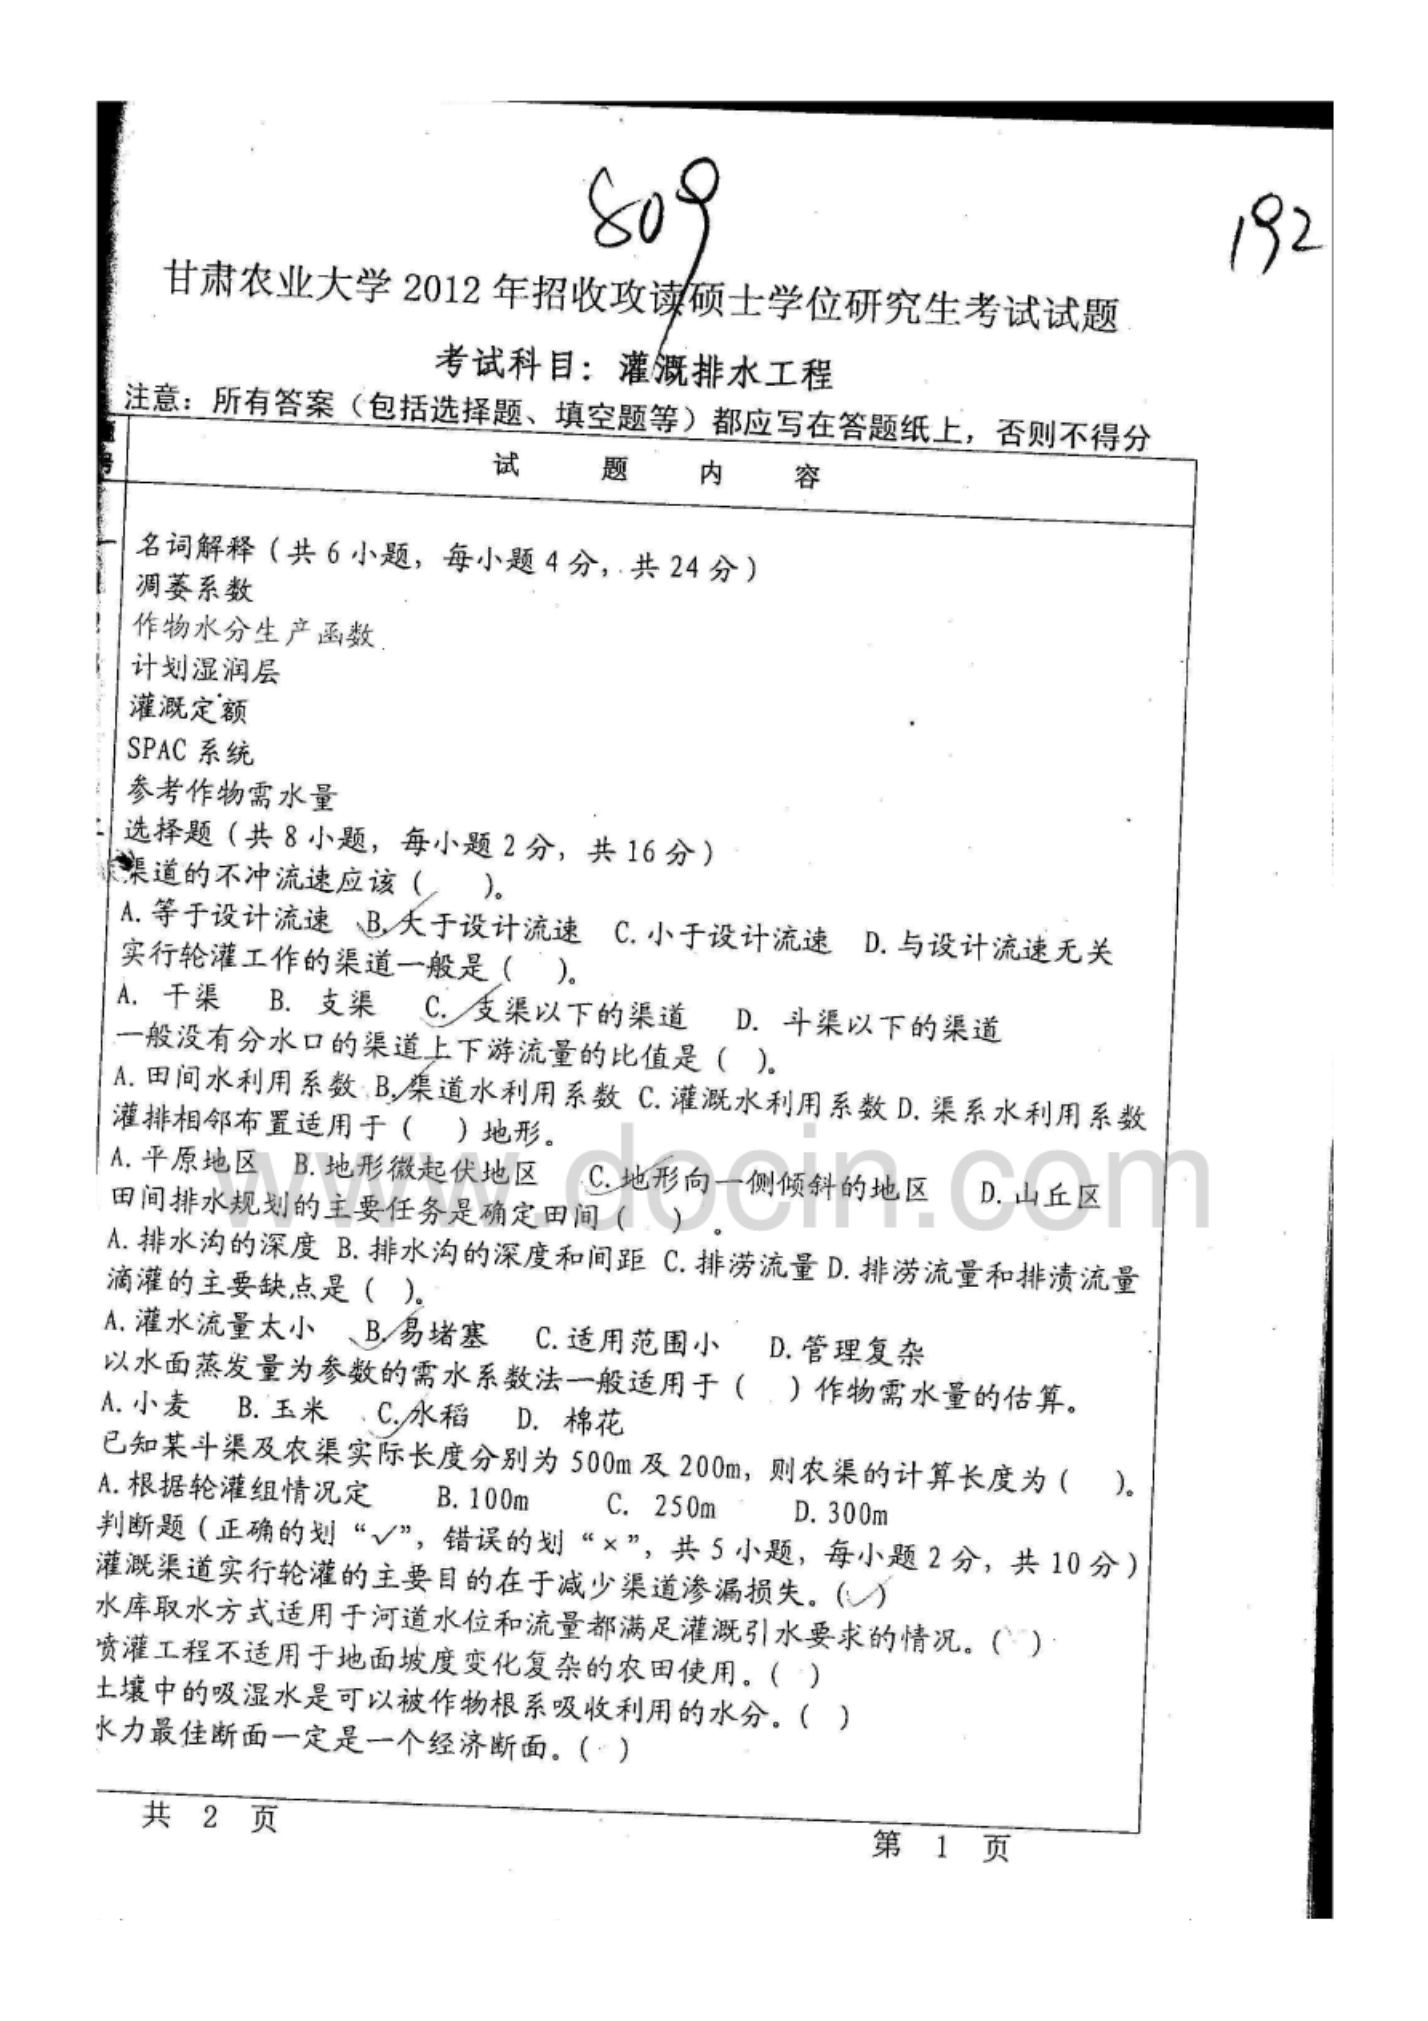 809
192
甘肃农业大学 2012 年招收攻读硕士学位研究生考试试题
考试科目：灌溉排水工程
注意：所有答案（包括选择题、填空题等）都应写在答题纸上，否则不得分
试 题 内 容
一 名词解释（共 6 小题，每小题 4 分，共 24 分）
凋萎系数
作物水分生产函数
计划湿润层
灌溉定额
SPAC 系统
参考作物需水量
选择题（共 8 小题，每小题 2 分，共 16 分）
渠道的不冲流速应该（ ）。
A.等于设计流速 B.大于设计流速 C.小于设计流速 D.与设计流速无关
实行轮灌工作的渠道一般是（ ）。
A. 干渠 B. 支渠 C. 支渠以下的渠道 D. 斗渠以下的渠道
一般没有分水口的渠道上下游流量的比值是（ ）。
A.田间水利用系数 B.渠道水利用系数 C.灌溉水利用系数 D.渠系水利用系数
灌排相邻布置适用于（ ）地形。
A.平原地区 B.地形微起伏地区 C.地形向一侧倾斜的地区 D.山丘区
田间排水规划的主要任务是确定田间（ ）。
A.排水沟的深度 B.排水沟的深度和间距 C.排涝流量 D.排涝流量和排渍流量
滴灌的主要缺点是（ ）。
A.灌水流量太小 B.易堵塞 C.适用范围小 D.管理复杂
以水面蒸发量为参数的需水系数法一般适用于（ ）作物需水量的估算。
A.小麦 B.玉米 C.水稻 D. 棉花
已知某斗渠及农渠实际长度分别为 500m 及 200m，则农渠的计算长度为（ ）。
A.根据轮灌组情况定 B.100m C. 250m D.300m
判断题（正确的划“√”，错误的划“×”，共 5 小题，每小题 2 分，共 10 分）
灌溉渠道实行轮灌的主要目的在于减少渠道渗漏损失。(✓)
水库取水方式适用于河道水位和流量都满足灌溉引水要求的情况。( )
喷灌工程不适用于地面坡度变化复杂的农田使用。( )
土壤中的吸湿水是可以被作物根系吸收利用的水分。( )
水力最佳断面一定是一个经济断面。( )
共 2 页
第 1 页
www.docin.com